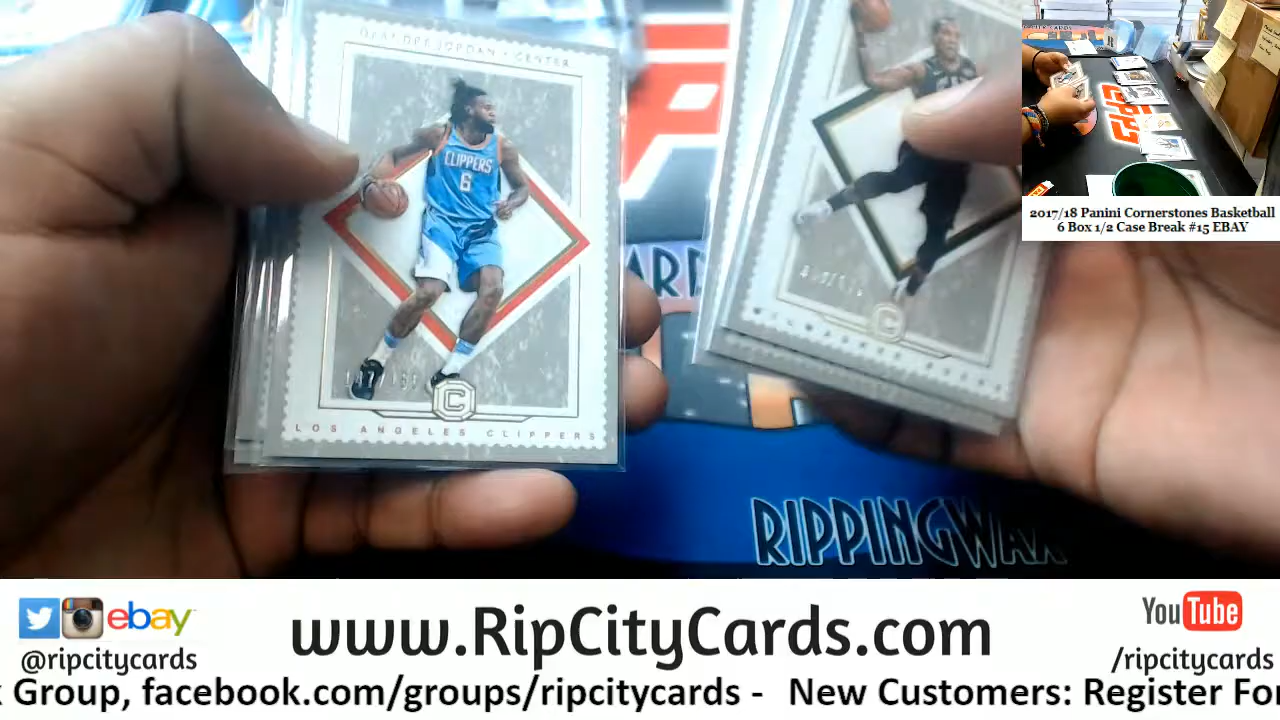 DEANDRE JORDAN • CENTER
CLIPPERS
6
LOS ANGELES CLIPPERS
C
RIPPINGWAX
2017/18 Panini Cornerstones Basketball
6 Box 1/2 Case Break #15 EBAY
ebay
@ripcitycards
www.RipCityCards.com
YouTube
/ripcitycards
Group, facebook.com/groups/ripcitycards - New Customers: Register For